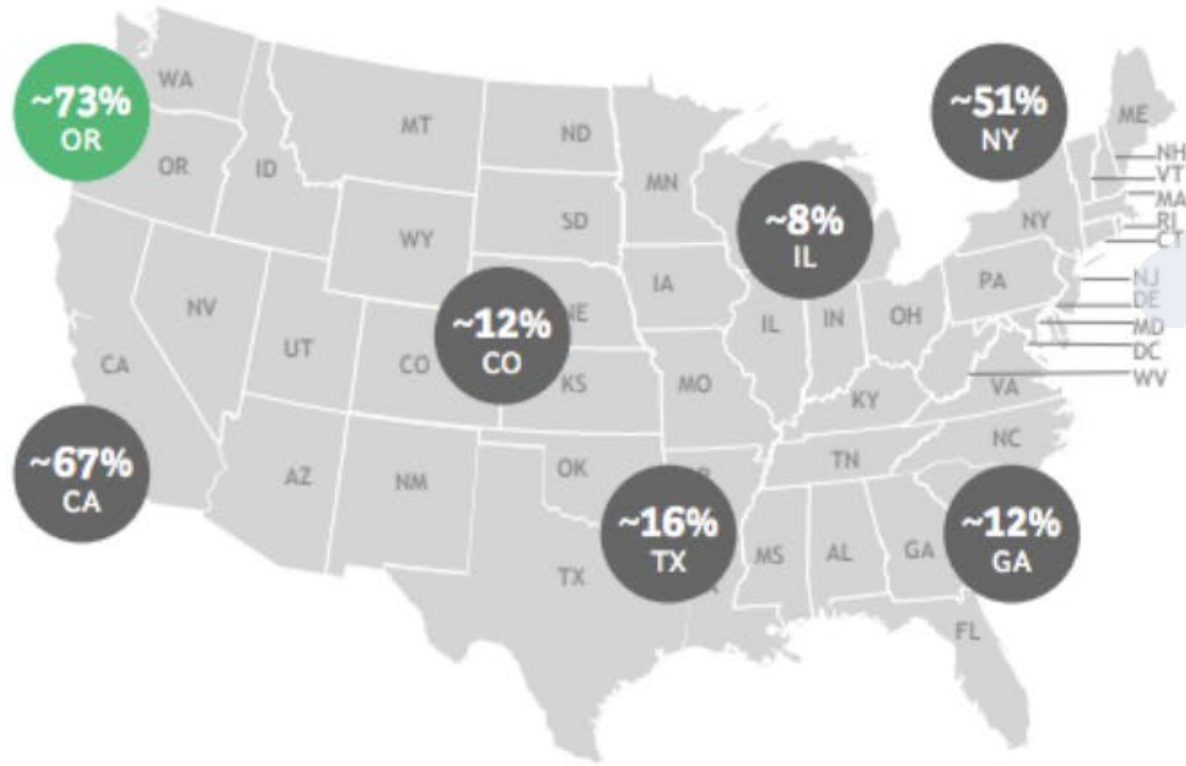 ~73%
OR
~51%
NY
~8%
IL
~12%
CO
~67%
CA
~16%
TX
~12%
GA
WA
MT
ND
ME
OR
ID
MN
NH
VT
MA
RI
CT
SD
WY
NY
IA
PA
NJ
DE
NV
NE
IL
IN
OH
MD
DC
UT
CO
KS
MO
WV
CA
KY
VA
NC
AZ
NM
OK
TN
TX
MS
AL
GA
FL